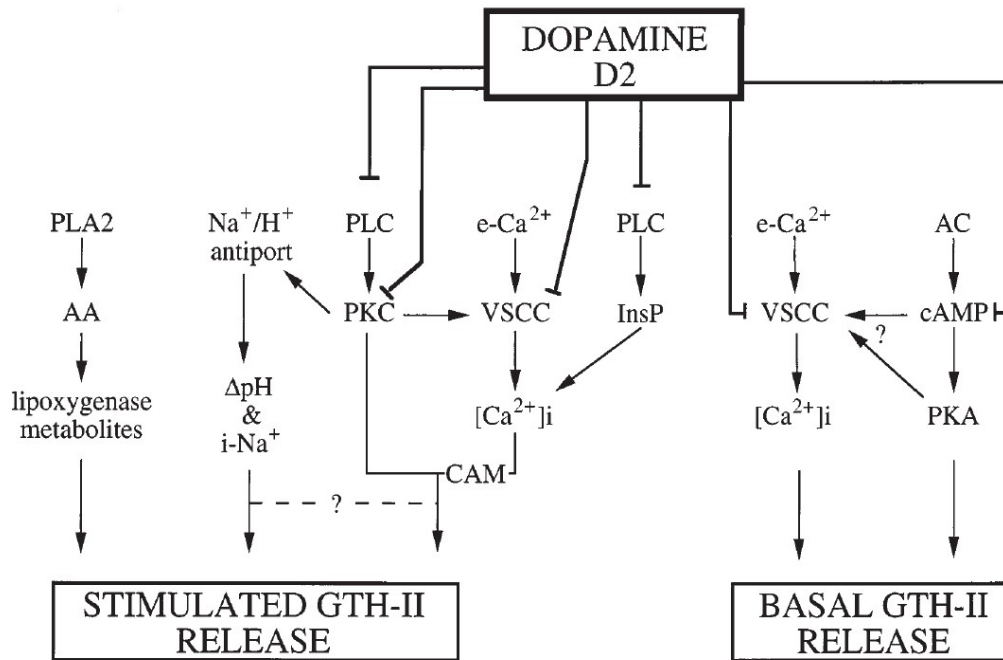 DOPAMINE
D2
PLA2
Na⁺/H⁺
antiport
PLC
e-Ca²⁺
PLC
e-Ca²⁺
AC
AA
PKC
VSCC
InsP
VSCC
cAMP
?
lipoxygenase
metabolites
ΔpH
&
i-Na⁺
[Ca²⁺]i
[Ca²⁺]i
PKA
CAM
?
STIMULATED GTH-II
RELEASE
BASAL GTH-II
RELEASE